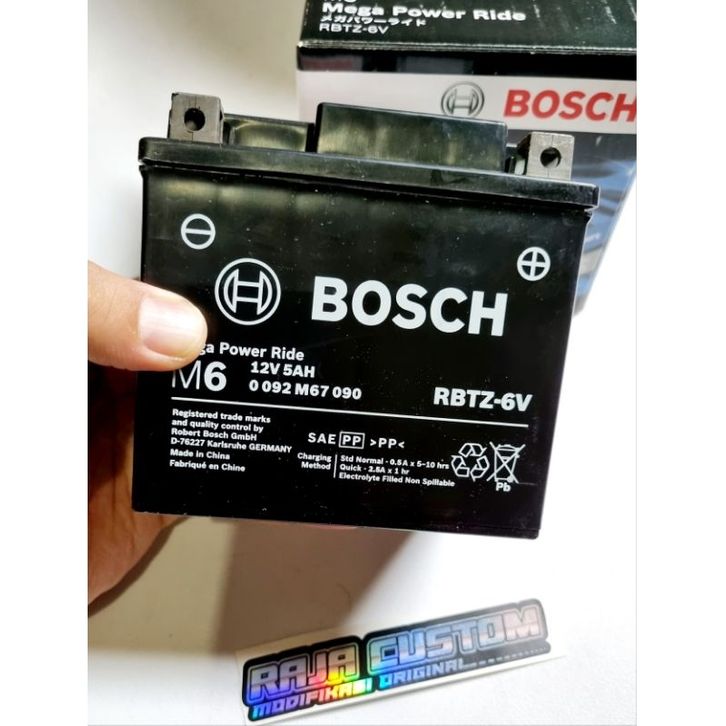 Mega Power Ride
メガパワーライド
RBTZ-6V
BOSCH
BOSCH
Power Ride
M6
12V 5AH
0 092 M67 090
RBTZ-6V
Registered trade marks
and quality control by
Robert Bosch GmbH
D-76227 Karlsruhe GERMANY
Made in China
Fabriqué en Chine
SAE PP >PP<
Charging Method
Std Normal - 0.5A x 5-10 hrs
Quick - 2.5A x 1 hr
Electrolyte Filled Non Spillable
Pb
RAJA CUSTOM
MODIFIKASI ORIGINAL